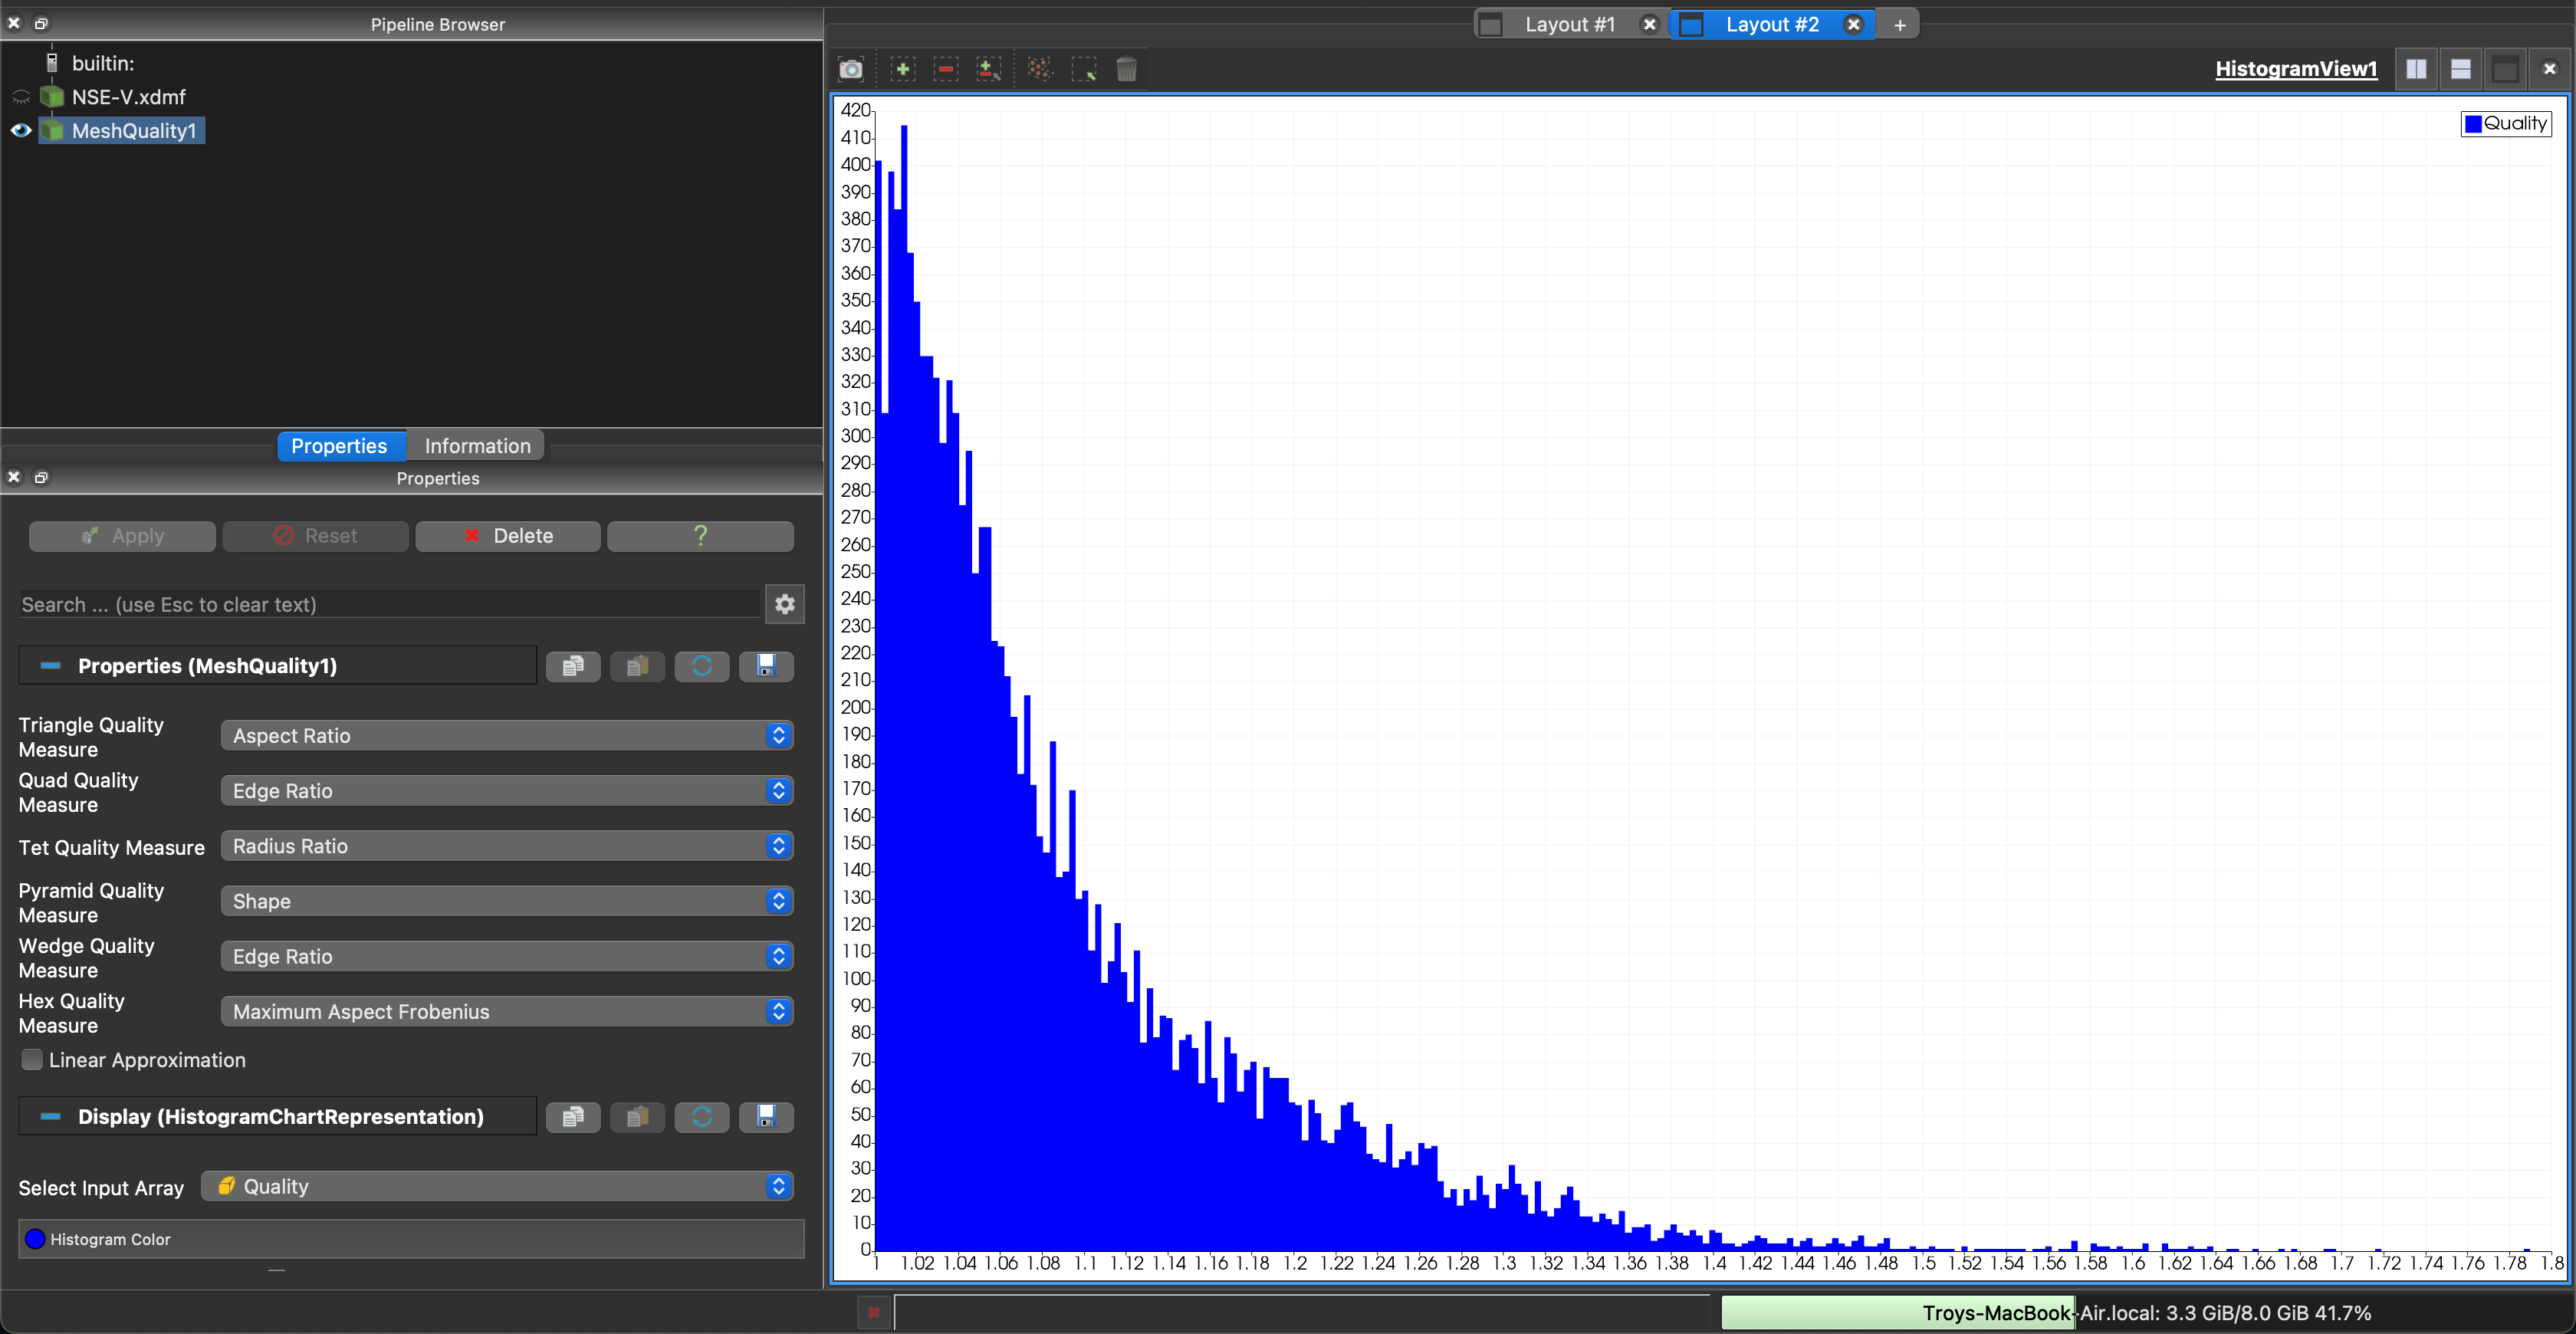 Pipeline Browser
builtin:
NSE-V.xdmf
MeshQuality1
Properties
Information
Properties
Apply
Reset
Delete
?
Search ... (use Esc to clear text)
Properties (MeshQuality1)
Triangle Quality
Measure
Aspect Ratio
Quad Quality
Measure
Edge Ratio
Tet Quality Measure
Radius Ratio
Pyramid Quality
Measure
Shape
Wedge Quality
Measure
Edge Ratio
Hex Quality
Measure
Maximum Aspect Frobenius
Linear Approximation
Display (HistogramChartRepresentation)
Select Input Array
Quality
Histogram Color
Layout #1
Layout #2
+
HistogramView1
Quality
420
410
400
390
380
370
360
350
340
330
320
310
300
290
280
270
260
250
240
230
220
210
200
190
180
170
160
150
140
130
120
110
100
90
80
70
60
50
40
30
20
10
0
1 1.02 1.04 1.06 1.08 1.1 1.12 1.14 1.16 1.18 1.2 1.22 1.24 1.26 1.28 1.3 1.32 1.34 1.36 1.38 1.4 1.42 1.44 1.46 1.48 1.5 1.52 1.54 1.56 1.58 1.6 1.62 1.64 1.66 1.68 1.7 1.72 1.74 1.76 1.78 1.8
Troys-MacBook-Air.local: 3.3 GiB/8.0 GiB 41.7%